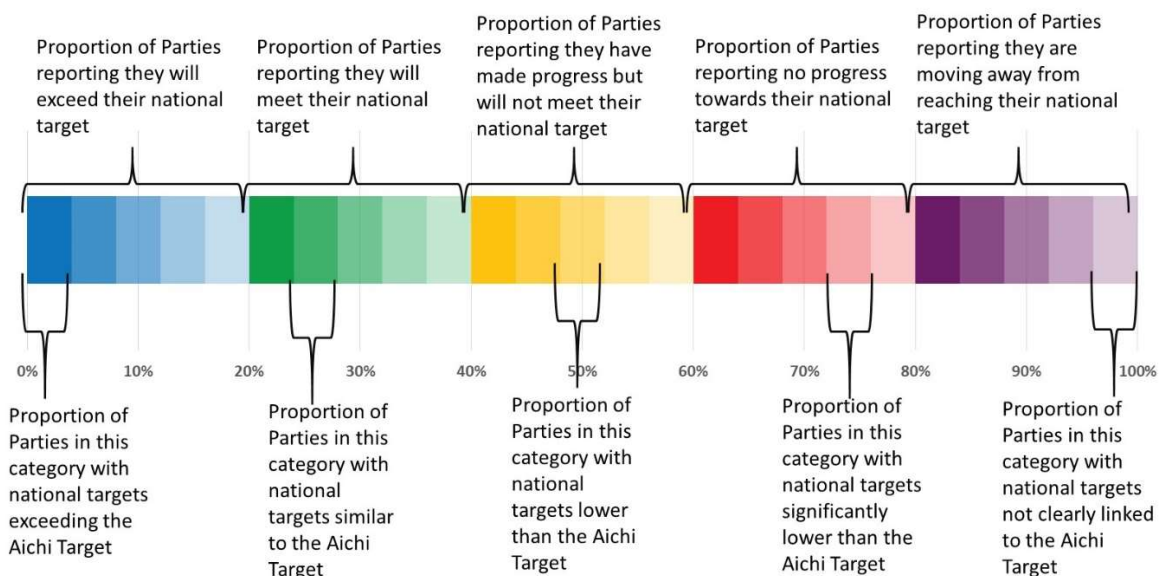 Proportion of Parties
reporting they will
exceed their national
target
Proportion of Parties
reporting they will
meet their national
target
Proportion of Parties
reporting they have
made progress but
will not meet their
national target
Proportion of Parties
reporting no progress
towards their national
target
Proportion of Parties
reporting they are
moving away from
reaching their national
target
0%
10%
20%
30%
40%
50%
60%
70%
80%
90%
100%
Proportion of
Parties in this
category with
national targets
exceeding the
Aichi Target
Proportion of
Parties in this
category with
national
targets similar
to the Aichi
Target
Proportion of
Parties in this
category with
national
targets lower
than the Aichi
Target
Proportion of
Parties in this
category with
national targets
significantly
lower than the
Aichi Target
Proportion of
Parties in this
category with
national targets
not clearly linked
to the Aichi
Target